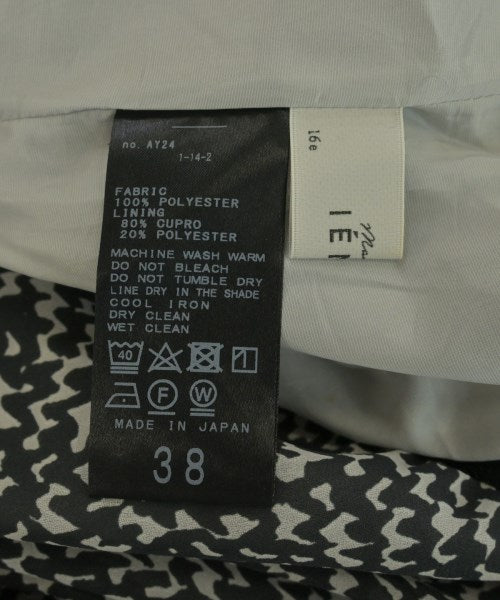 no. AY24
1-14-2
FABRIC
100% POLYESTER
LINING
80% CUPRO
20% POLYESTER
MACHINE WASH WARM
DO NOT BLEACH
DO NOT TUMBLE DRY
LINE DRY IN THE SHADE
COOL IRON
DRY CLEAN
WET CLEAN
40
F
W
MADE IN JAPAN
38
16e
IÉN